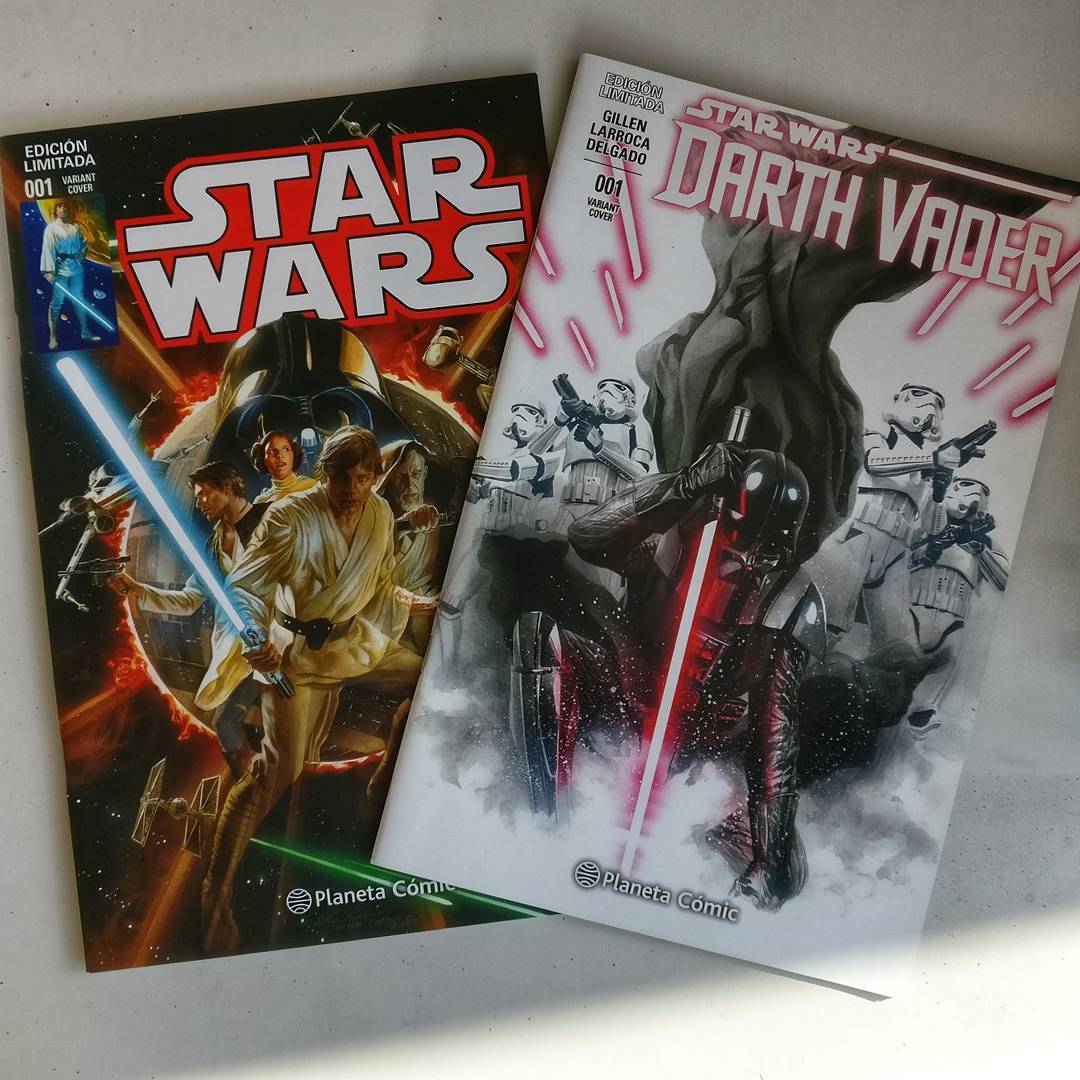 EDICIÓN
LIMITADA
001 VARIANT
COVER
STAR
WARS
Planeta Cómic
EDICIÓN
LIMITADA
GILLEN
LARROCA
DELGADO
001
VARIANT
COVER
STAR WARS
DARTH VADER
Planeta Cómic